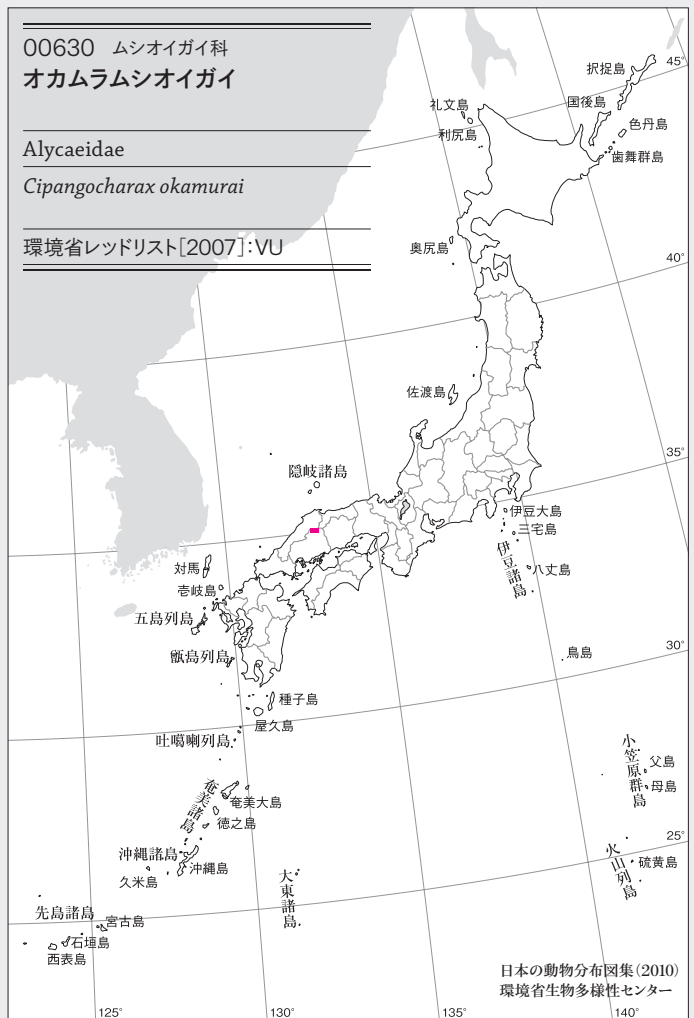 00630 ムシオイガイ科
オカムラムシオイガイ
Alycaeidae
Cipangocharax okamurai
環境省レッドリスト[2007]:VU
択捉島
45°
礼文島
国後島
色丹島
利尻島
歯舞群島
奥尻島
40°
佐渡島
35°
隠岐諸島
伊豆大島
三宅島
伊豆諸島
八丈島
対馬
壱岐島
五島列島
甑島列島
鳥島
30°
種子島
屋久島
吐噶喇列島
小笠原群島
父島
母島
奄美諸島
奄美大島
徳之島
25°
沖縄諸島
沖縄島
久米島
大東諸島
火山列島
硫黄島
先島諸島
宮古島
石垣島
西表島
日本の動物分布図集(2010)
環境省生物多様性センター
125°
130°
135°
140°